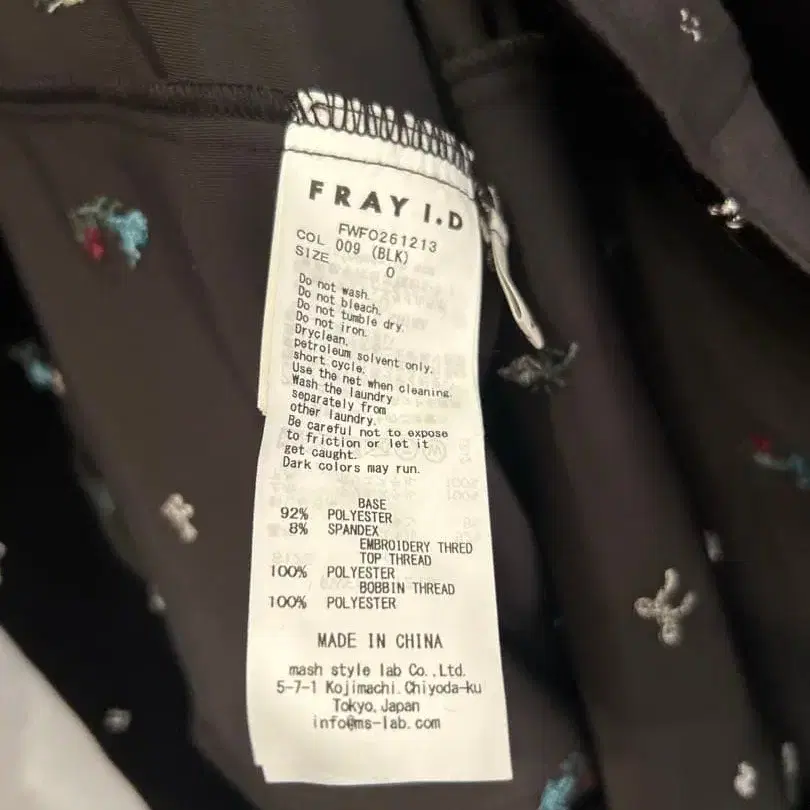 FRAY I.D
FWFO261213
COL 009 (BLK)
SIZE 0
Do not wash.
Do not bleach.
Do not tumble dry.
Do not iron.
Dryclean.
petroleum solvent only.
short cycle.
Use the net when cleaning.
Wash the laundry
separately from
other laundry.
Be careful not to expose
to friction or let it
get caught.
Dark colors may run.
BASE
92% POLYESTER
8% SPANDEX
EMBROIDERY THRED
TOP THREAD
100% POLYESTER
BOBBIN THREAD
100% POLYESTER
MADE IN CHINA
mash style lab Co.,Ltd.
5-7-1 Kojimachi.Chiyoda-ku
Tokyo,Japan
info@ms-lab.com